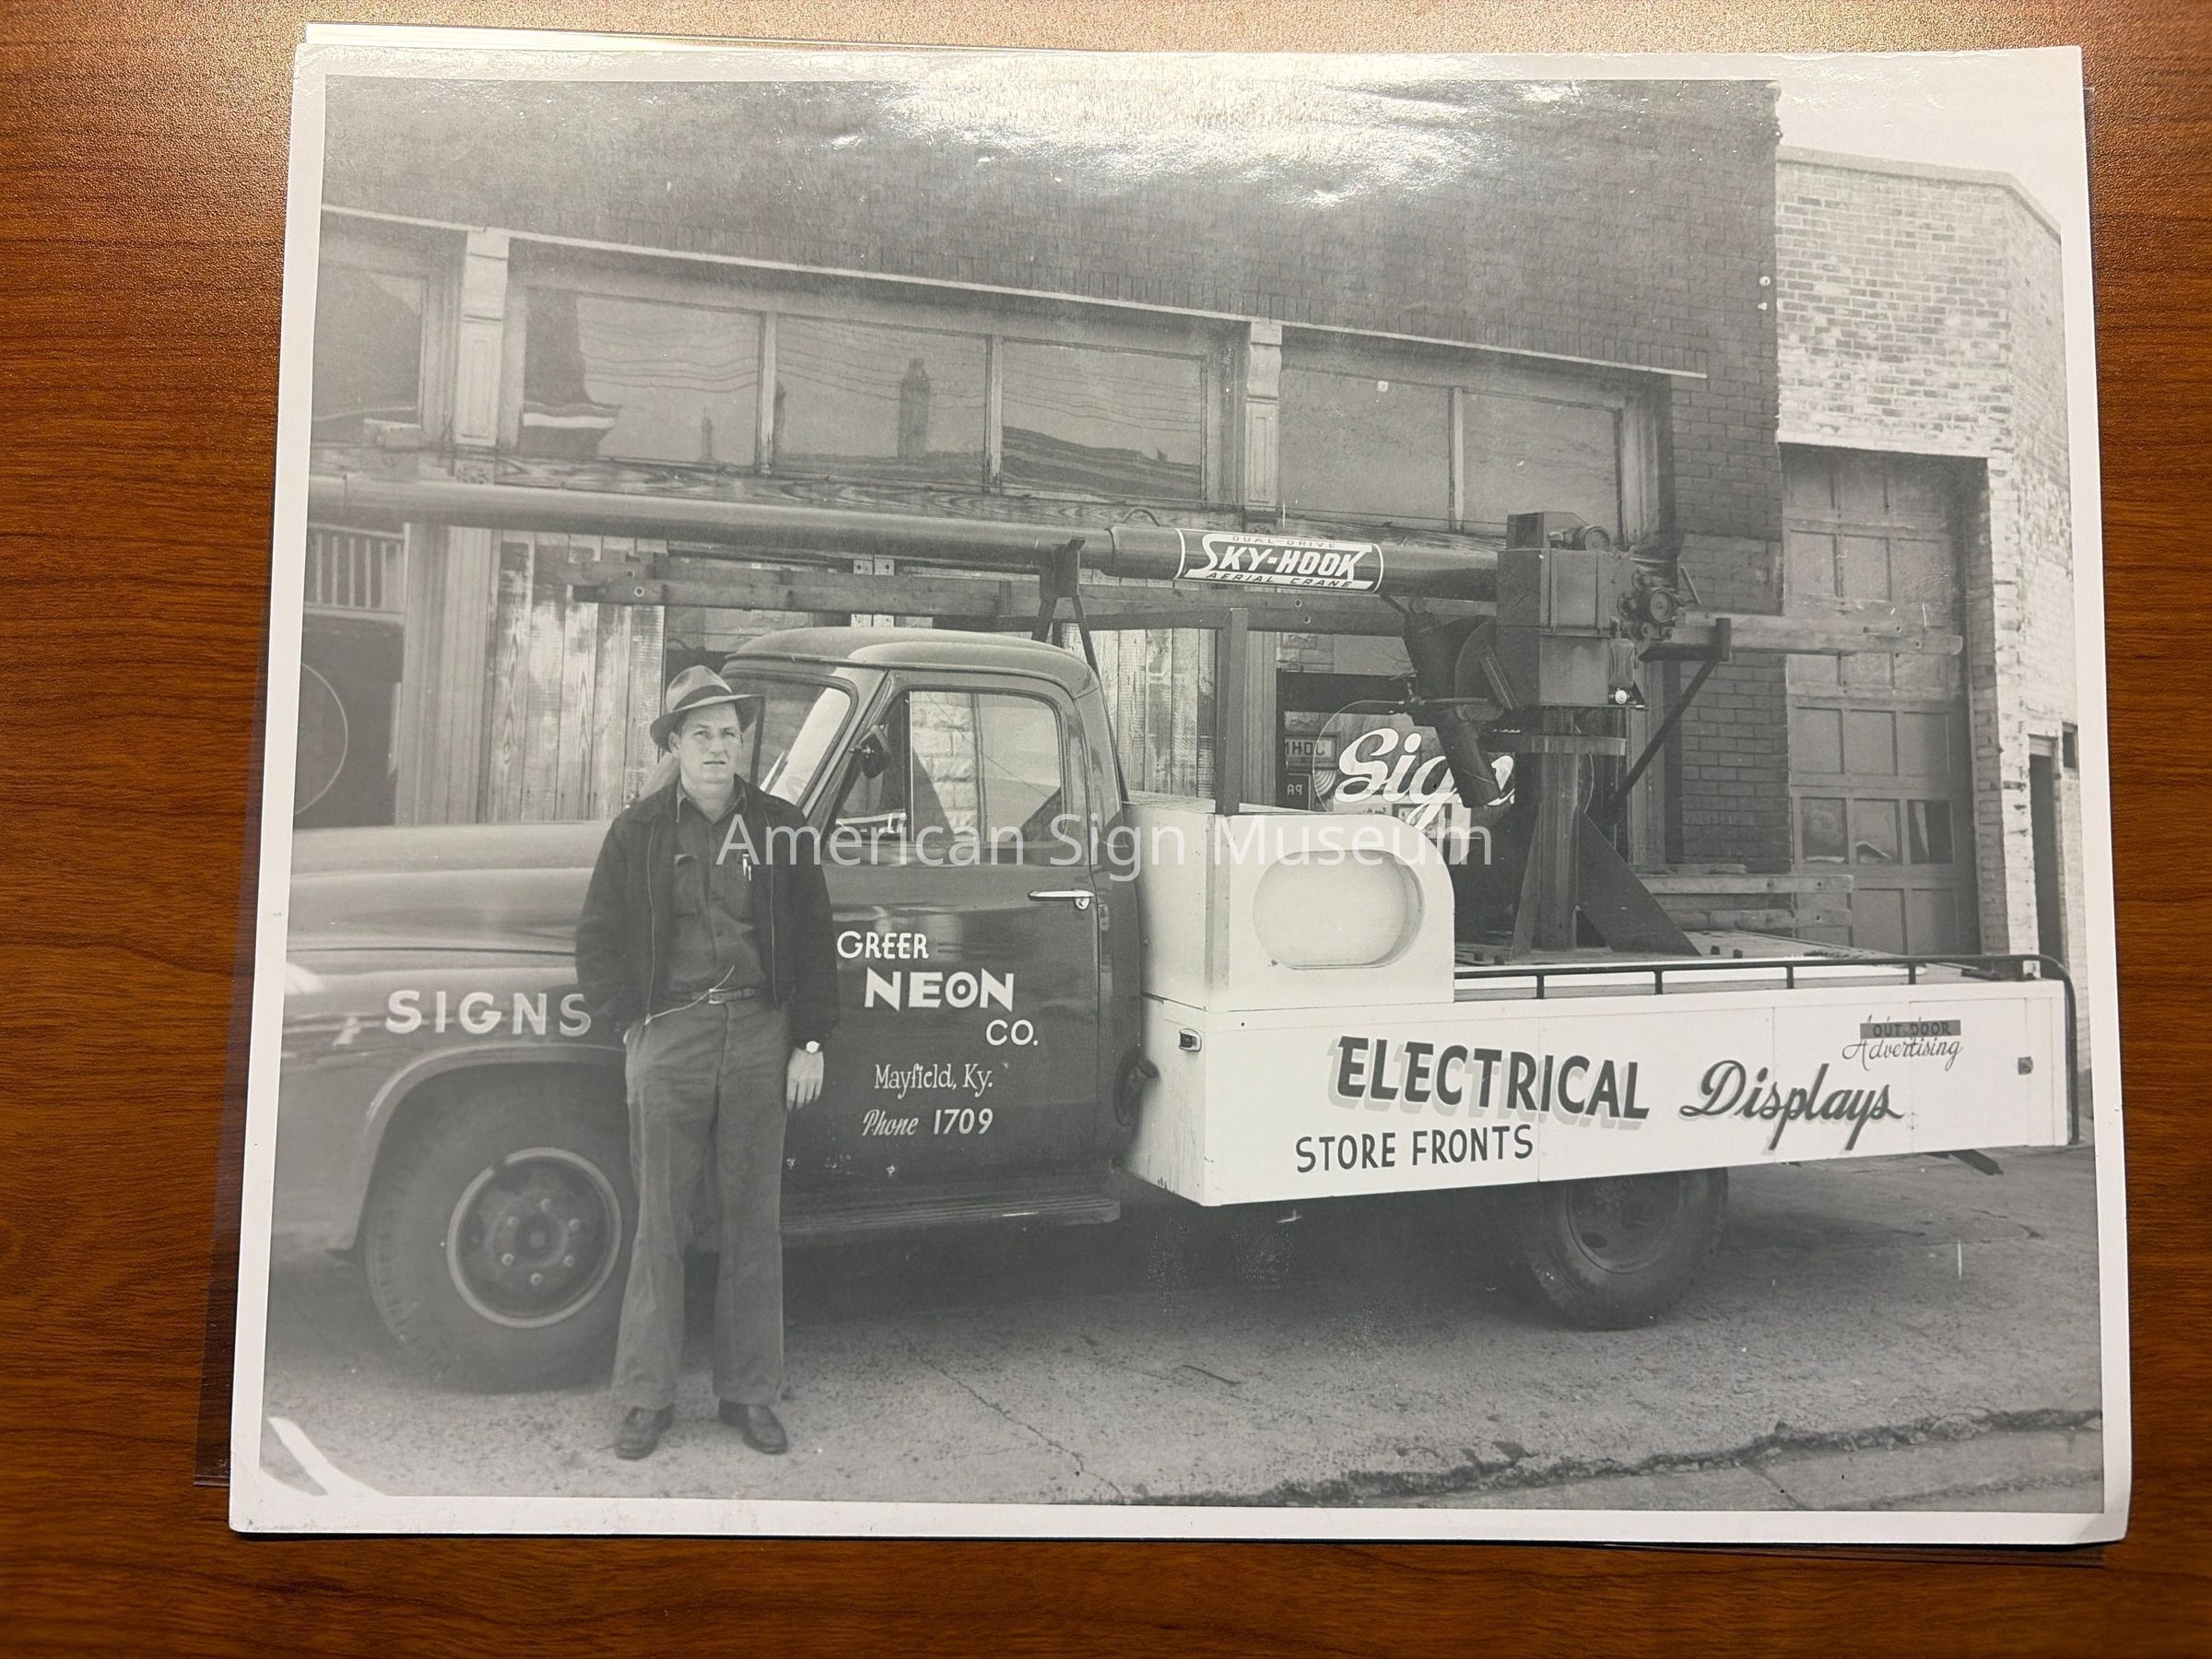 DUAL-DRIVE
SKY-HOOK
AERIAL CRANE
Signs
American Sign Museum
SIGNS
GREER
NEON
CO.
Mayfield, Ky.
Phone 1709
OUT-DOOR
Advertising
ELECTRICAL Displays
STORE FRONTS